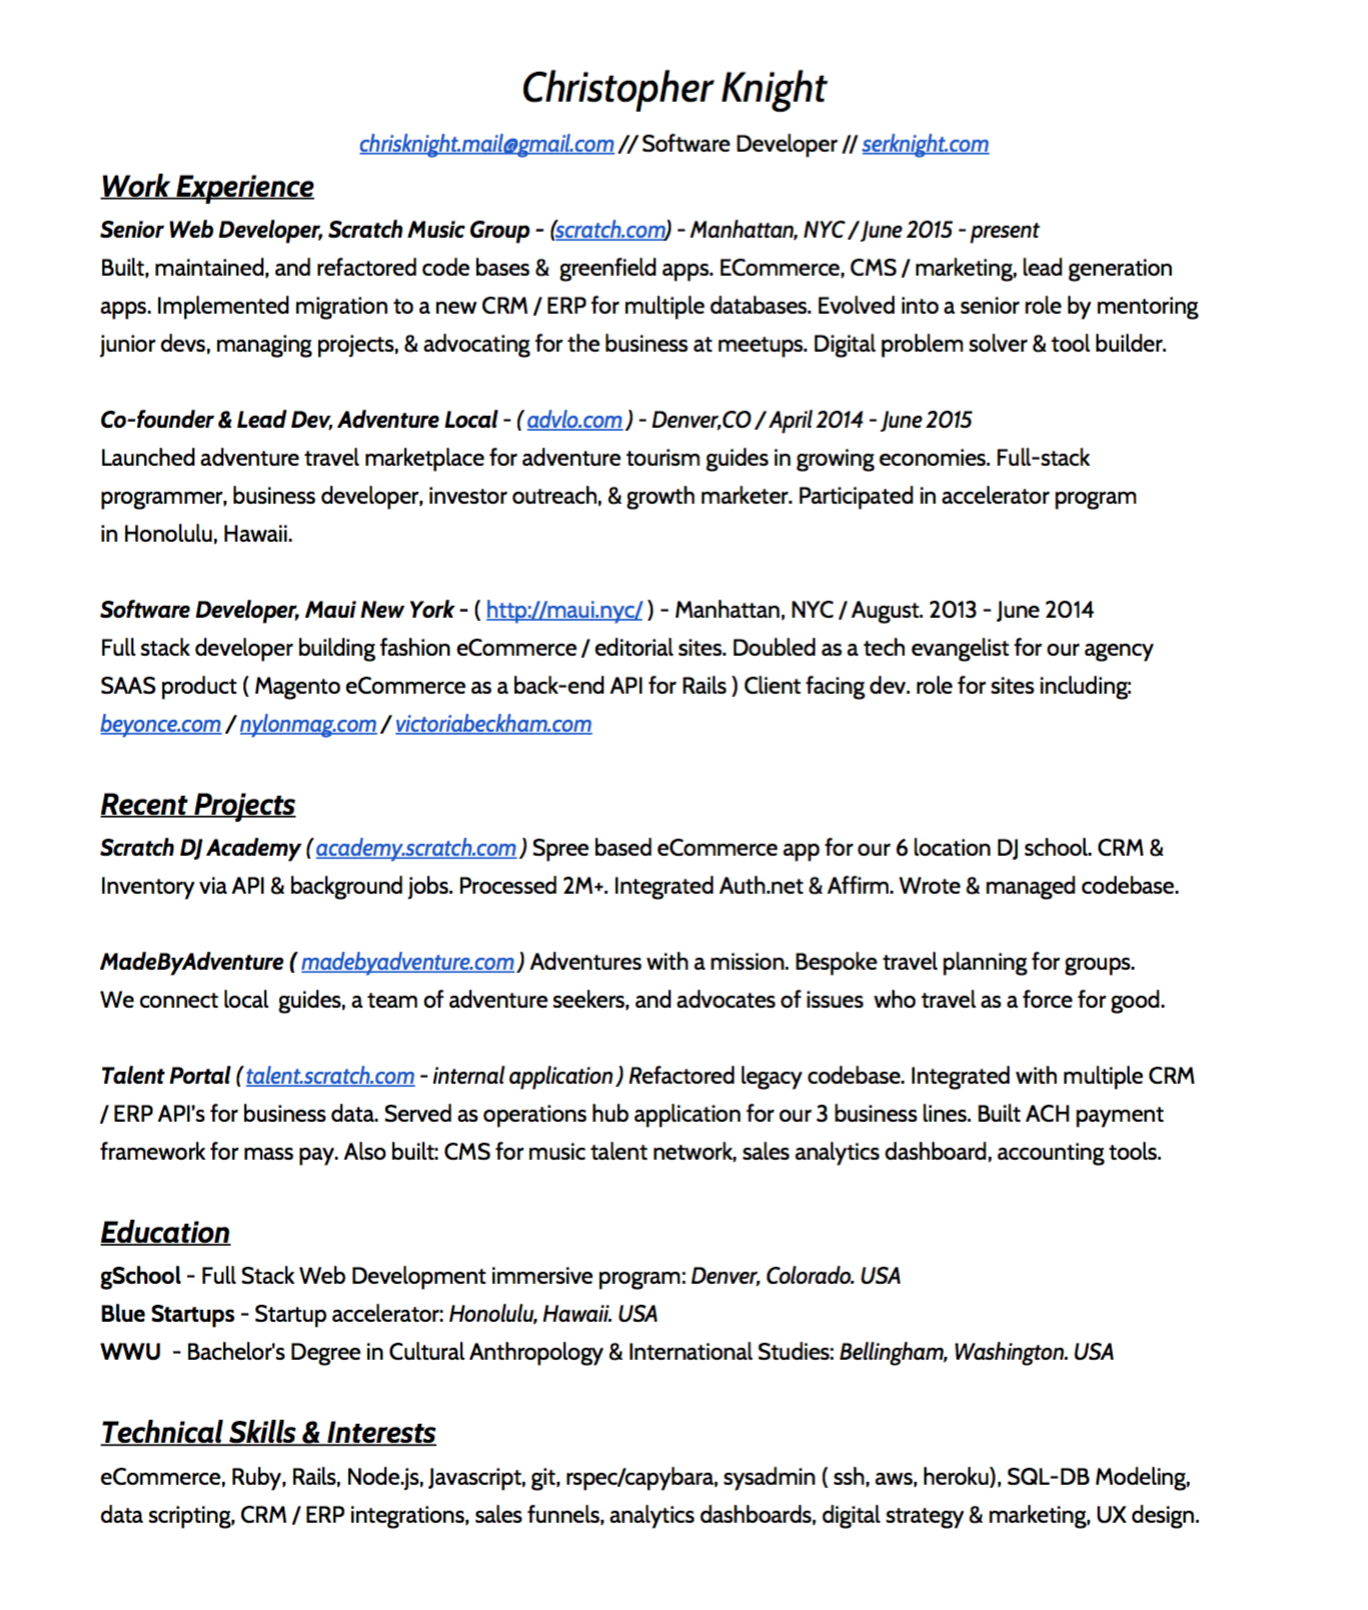 Christopher Knight
chrisknight.mail@gmail.com // Software Developer // serknight.com
Work Experience
Senior Web Developer, Scratch Music Group - (scratch.com) - Manhattan, NYC / June 2015 - present
Built, maintained, and refactored code bases &  greenfield apps. ECommerce, CMS / marketing, lead generation
apps. Implemented migration to a new CRM / ERP for multiple databases. Evolved into a senior role by mentoring
junior devs, managing projects, & advocating for the business at meetups. Digital problem solver & tool builder.
Co-founder & Lead Dev, Adventure Local - ( advlo.com ) - Denver,CO / April 2014 - June 2015
Launched adventure travel marketplace for adventure tourism guides in growing economies. Full-stack
programmer, business developer, investor outreach, & growth marketer. Participated in accelerator program
in Honolulu, Hawaii.
Software Developer, Maui New York - ( http://maui.nyc/ ) - Manhattan, NYC / August. 2013 - June 2014
Full stack developer building fashion eCommerce / editorial sites. Doubled as a tech evangelist for our agency
SAAS product ( Magento eCommerce as a back-end API for Rails ) Client facing dev. role for sites including:
beyonce.com / nylonmag.com / victoriabeckham.com
Recent Projects
Scratch DJ Academy ( academy.scratch.com ) Spree based eCommerce app for our 6 location DJ school. CRM &
Inventory via API & background jobs. Processed 2M+. Integrated Auth.net & Affirm. Wrote & managed codebase.
MadeByAdventure ( madebyadventure.com ) Adventures with a mission. Bespoke travel planning for groups.
We connect local  guides, a team of adventure seekers, and advocates of issues  who travel as a force for good.
Talent Portal ( talent.scratch.com - internal application ) Refactored legacy codebase. Integrated with multiple CRM
/ ERP API's for business data. Served as operations hub application for our 3 business lines. Built ACH payment
framework for mass pay. Also built: CMS for music talent network, sales analytics dashboard, accounting tools.
Education
gSchool - Full Stack Web Development immersive program: Denver, Colorado. USA
Blue Startups - Startup accelerator: Honolulu, Hawaii. USA
WWU  - Bachelor's Degree in Cultural Anthropology & International Studies: Bellingham, Washington. USA
Technical Skills & Interests
eCommerce, Ruby, Rails, Node.js, Javascript, git, rspec/capybara, sysadmin ( ssh, aws, heroku), SQL-DB Modeling,
data scripting, CRM / ERP integrations, sales funnels, analytics dashboards, digital strategy & marketing, UX design.